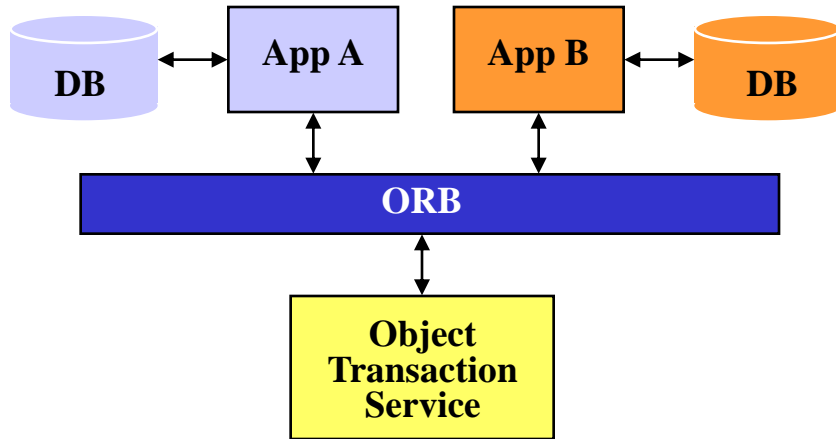 DB
App A
App B
DB
ORB
Object
Transaction
Service